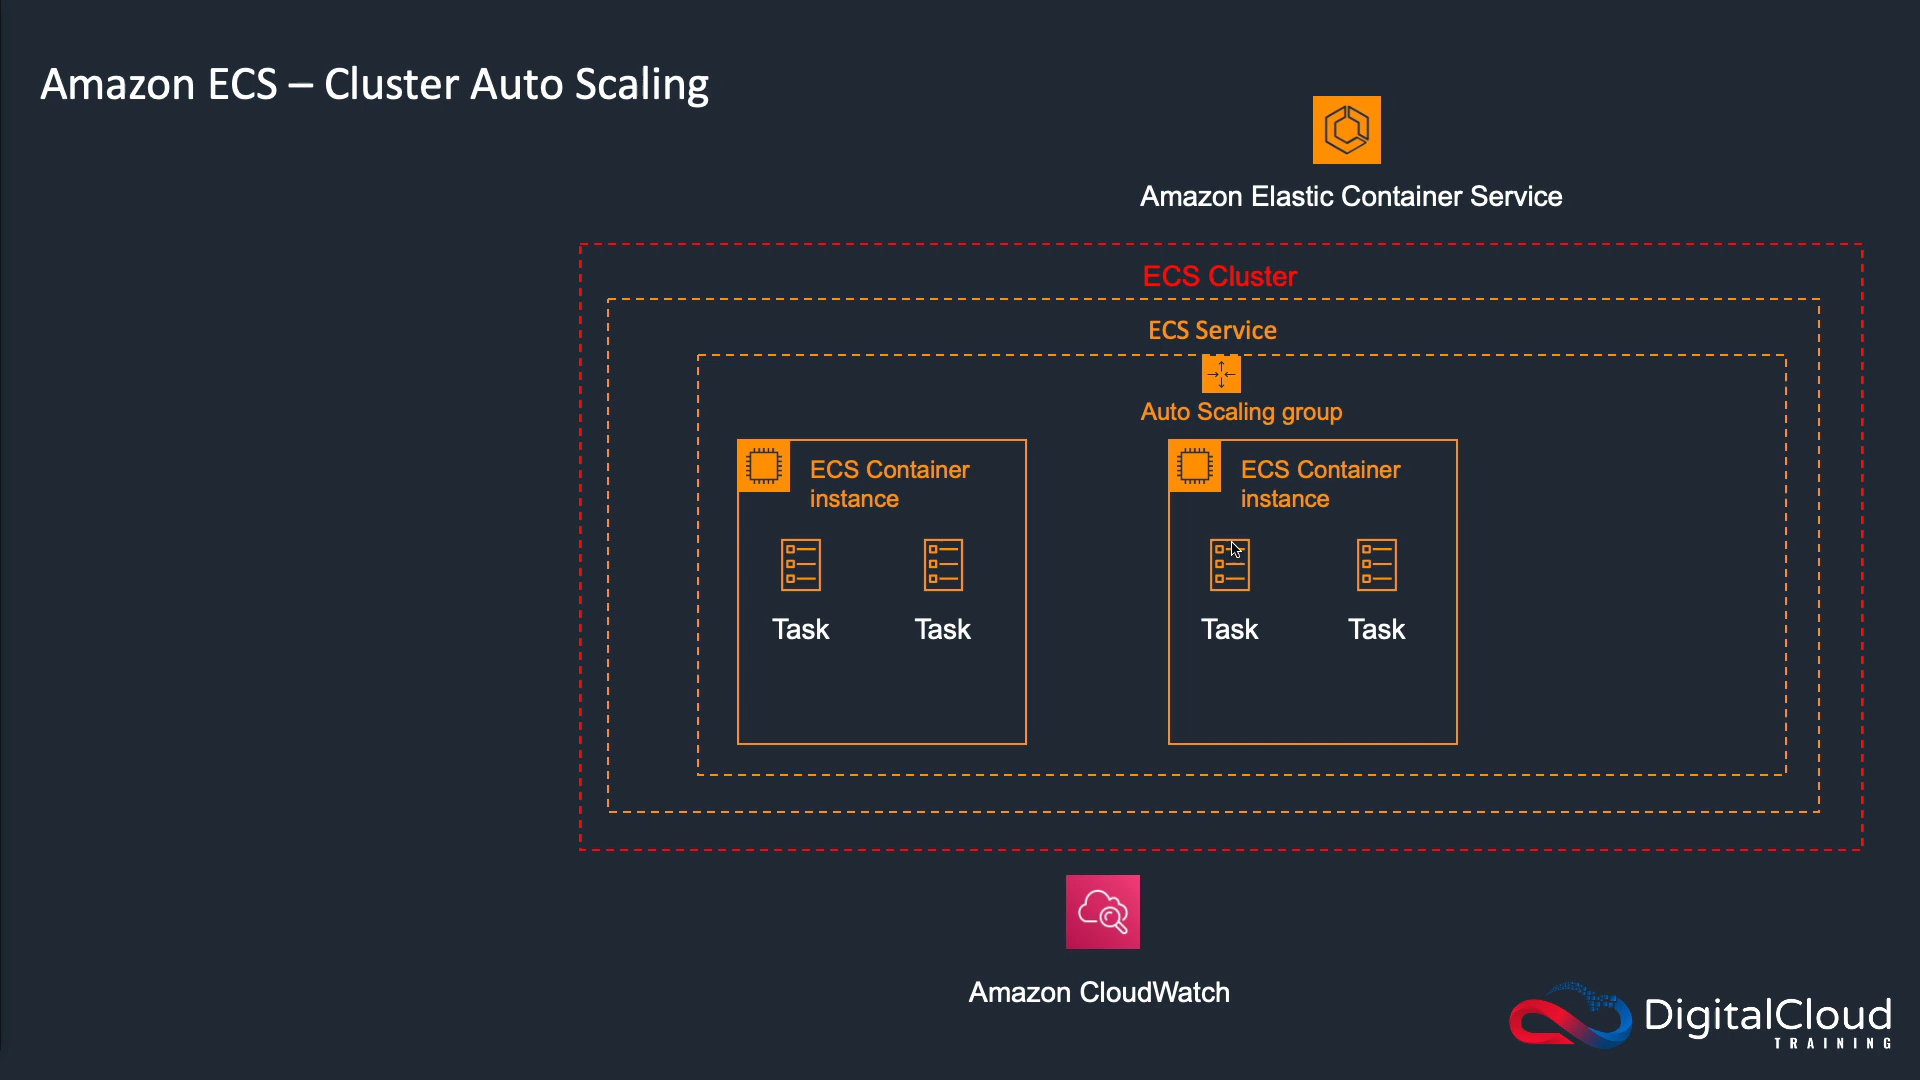 Amazon ECS – Cluster Auto Scaling
Amazon Elastic Container Service
ECS Cluster
ECS Service
Auto Scaling group
ECS Container
instance
Task
Task
ECS Container
instance
Task
Task
Amazon CloudWatch
DigitalCloud
TRAINING